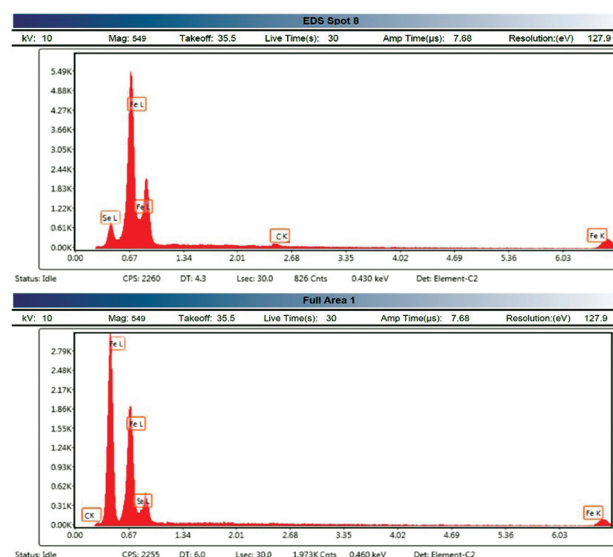 EDS Spot 8
kV: 10 Mag: 549 Takeoff: 35.5 Live Time(s): 30 Amp Time(µs): 7.68 Resolution:(eV) 127.9
5.49K
4.88K
4.27K
3.66K
3.05K
2.44K
1.83K
1.22K
0.61K
0.00K
Fe L
Fe L
Se L
C K
Fe K
0.00 0.67 1.34 2.01 2.68 3.35 4.02 4.69 5.36 6.03
Status: Idle CPS: 2260 DT: 4.3 Lsec: 30.0 826 Cnts 0.430 keV Det: Element-C2
Full Area 1
kV: 10 Mag: 549 Takeoff: 35.5 Live Time(s): 30 Amp Time(µs): 7.68 Resolution:(eV) 127.9
2.79K
2.48K
2.17K
1.86K
1.55K
1.24K
0.93K
0.62K
0.31K
0.00K
Fe L
Fe L
Se L
C K
Fe K
0.00 0.67 1.34 2.01 2.68 3.35 4.02 4.69 5.36 6.03
Status: Idle CPS: 2255 DT: 6.0 Lsec: 30.0 1.973K Cnts 0.460 keV Det: Element-C2